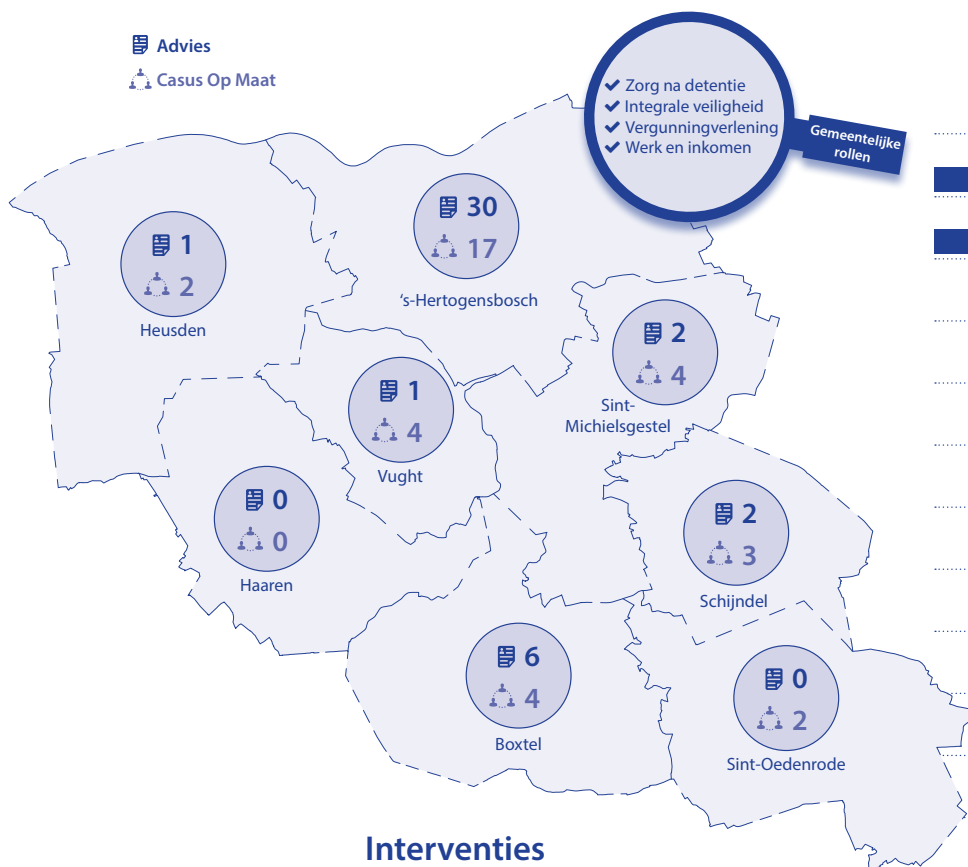 Advies
Casus Op Maat
✔ Zorg na detentie
✔ Integrale veiligheid
✔ Vergunningverlening
✔ Werk en inkomen
Gemeentelijke
rollen
30
17
‘s-Hertogensbosch
1
2
Heusden
2
4
Sint-
Michielsgestel
1
4
Vught
0
0
Haaren
2
3
Schijndel
6
4
Boxtel
0
2
Sint-Oedenrode
Interventies